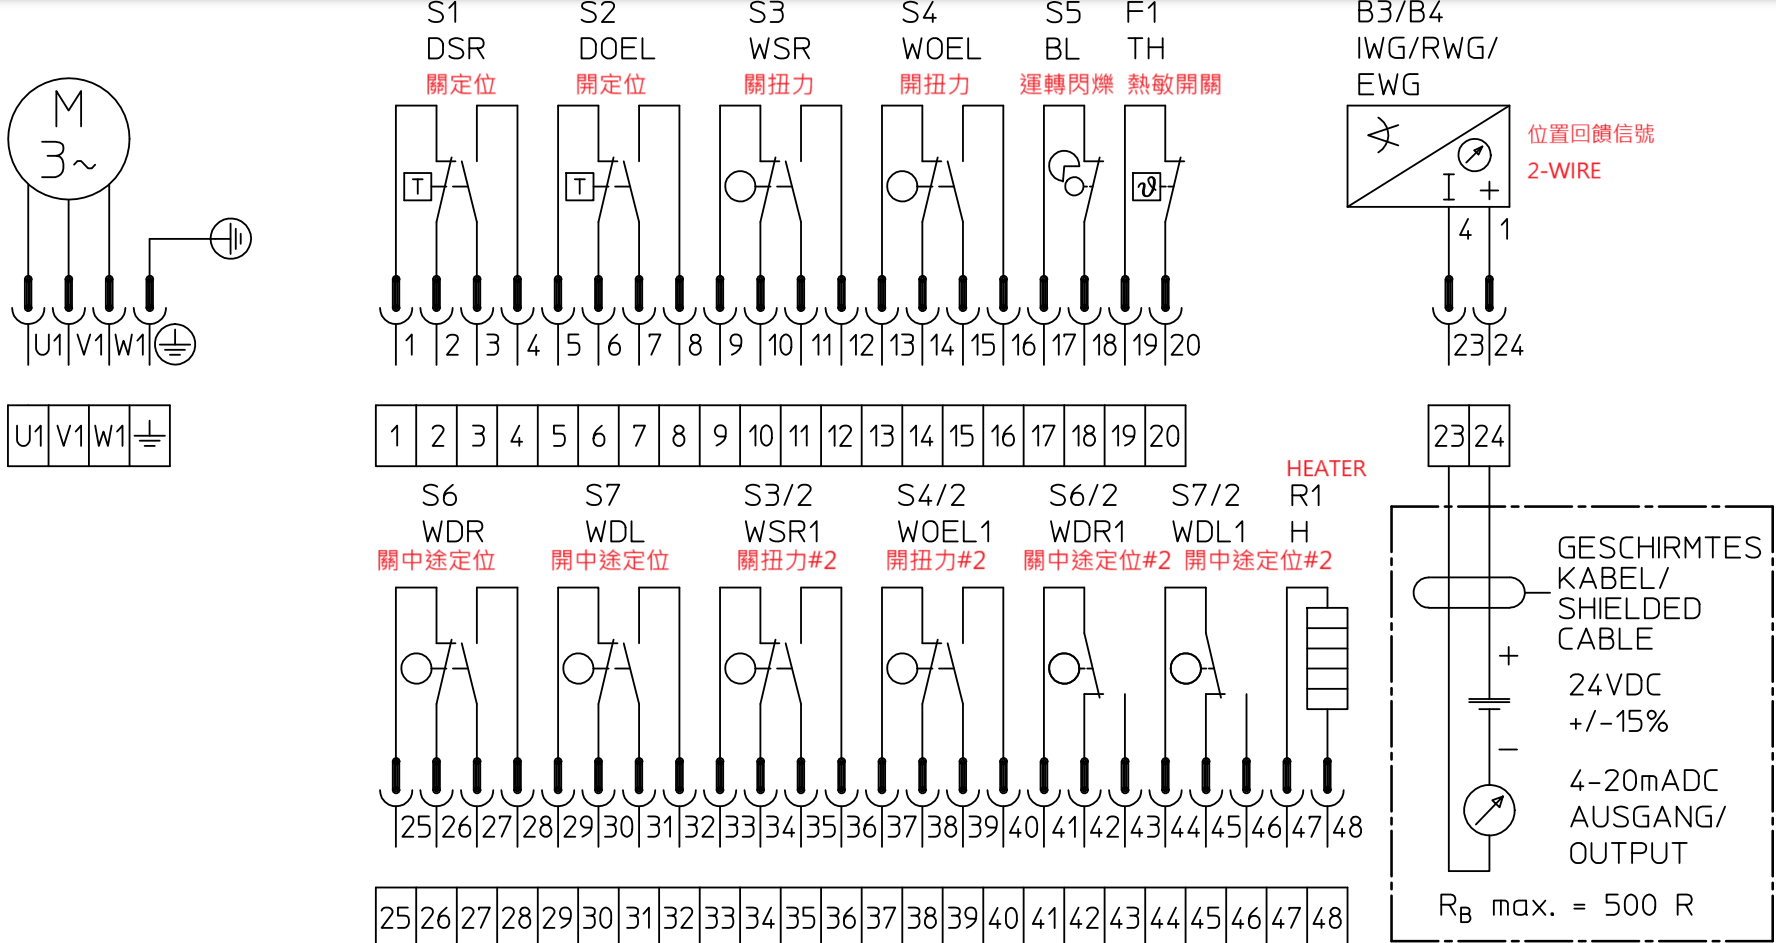 S1 S2 S3 S4 S5 F1 B3/B4
DSR DOEL WSR WOEL BL TH IWG/RWG/
關定位 開定位 關扭力 開扭力 運轉閃爍 熱敏開關 EWG
M
3~
T T ϑ
位置回饋信號
2-WIRE
I +
4 1
U1 V1 W1 1 2 3 4 5 6 7 8 9 10 11 12 13 14 15 16 17 18 19 20 23 24
U1 V1 W1 1 2 3 4 5 6 7 8 9 10 11 12 13 14 15 16 17 18 19 20 23 24
HEATER
S6 S7 S3/2 S4/2 S6/2 S7/2 R1
WDR WDL WSR1 WOEL1 WDR1 WDL1 H
關中途定位 開中途定位 關扭力#2 開扭力#2 關中途定位#2 開中途定位#2
GESCHIRMTES
KABEL/
SHIELDED
CABLE
+
24VDC
+/-15%
−
4-20mADC
AUSGANG/
OUTPUT
25 26 27 28 29 30 31 32 33 34 35 36 37 38 39 40 41 42 43 44 45 46 47 48
25 26 27 28 29 30 31 32 33 34 35 36 37 38 39 40 41 42 43 44 45 46 47 48
RB max. = 500 R